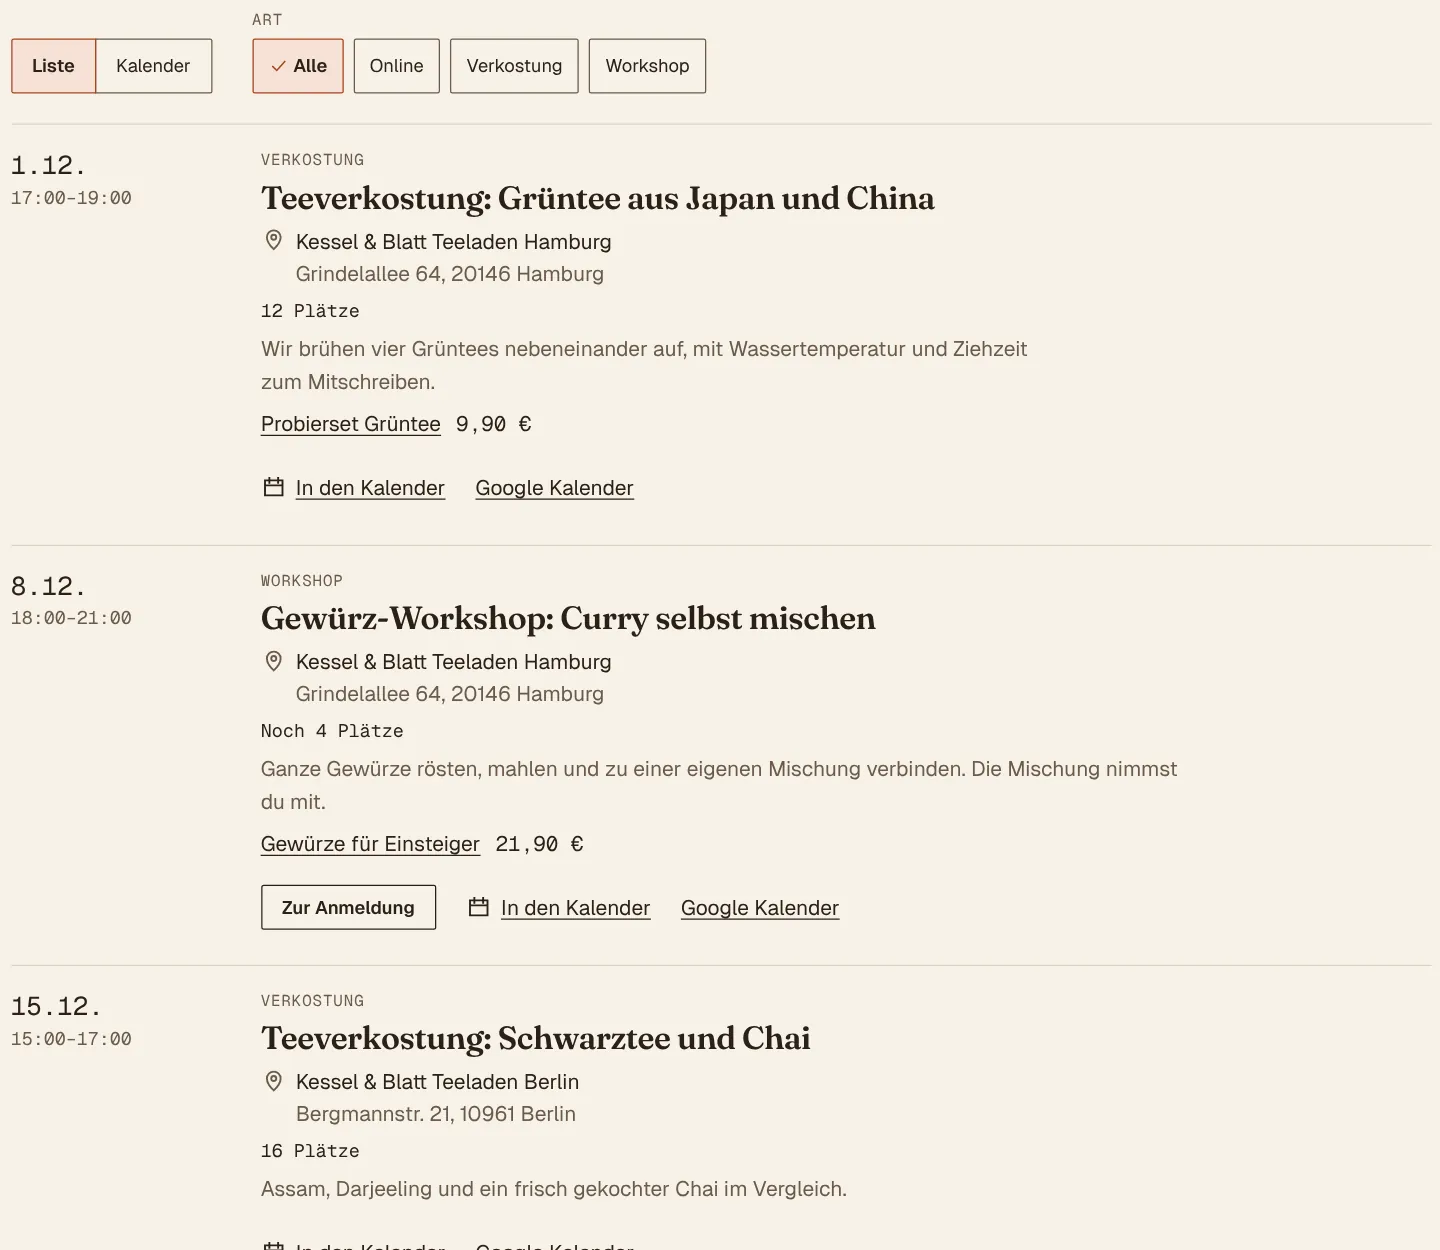 ART
Liste
Kalender
Alle
Online
Verkostung
Workshop
1.12.
17:00–19:00
VERKOSTUNG
Teeverkostung: Grüntee aus Japan und China
Kessel & Blatt Teeladen Hamburg
Grindelallee 64, 20146 Hamburg
12 Plätze
Wir brühen vier Grüntees nebeneinander auf, mit Wassertemperatur und Ziehzeit
zum Mitschreiben.
Probierset Grüntee 9,90 €
In den Kalender Google Kalender
8.12.
18:00–21:00
WORKSHOP
Gewürz-Workshop: Curry selbst mischen
Kessel & Blatt Teeladen Hamburg
Grindelallee 64, 20146 Hamburg
Noch 4 Plätze
Ganze Gewürze rösten, mahlen und zu einer eigenen Mischung verbinden. Die Mischung nimmst
du mit.
Gewürze für Einsteiger 21,90 €
Zur Anmeldung In den Kalender Google Kalender
15.12.
15:00–17:00
VERKOSTUNG
Teeverkostung: Schwarztee und Chai
Kessel & Blatt Teeladen Berlin
Bergmannstr. 21, 10961 Berlin
16 Plätze
Assam, Darjeeling und ein frisch gekochter Chai im Vergleich.
In den Kalender Google Kalender